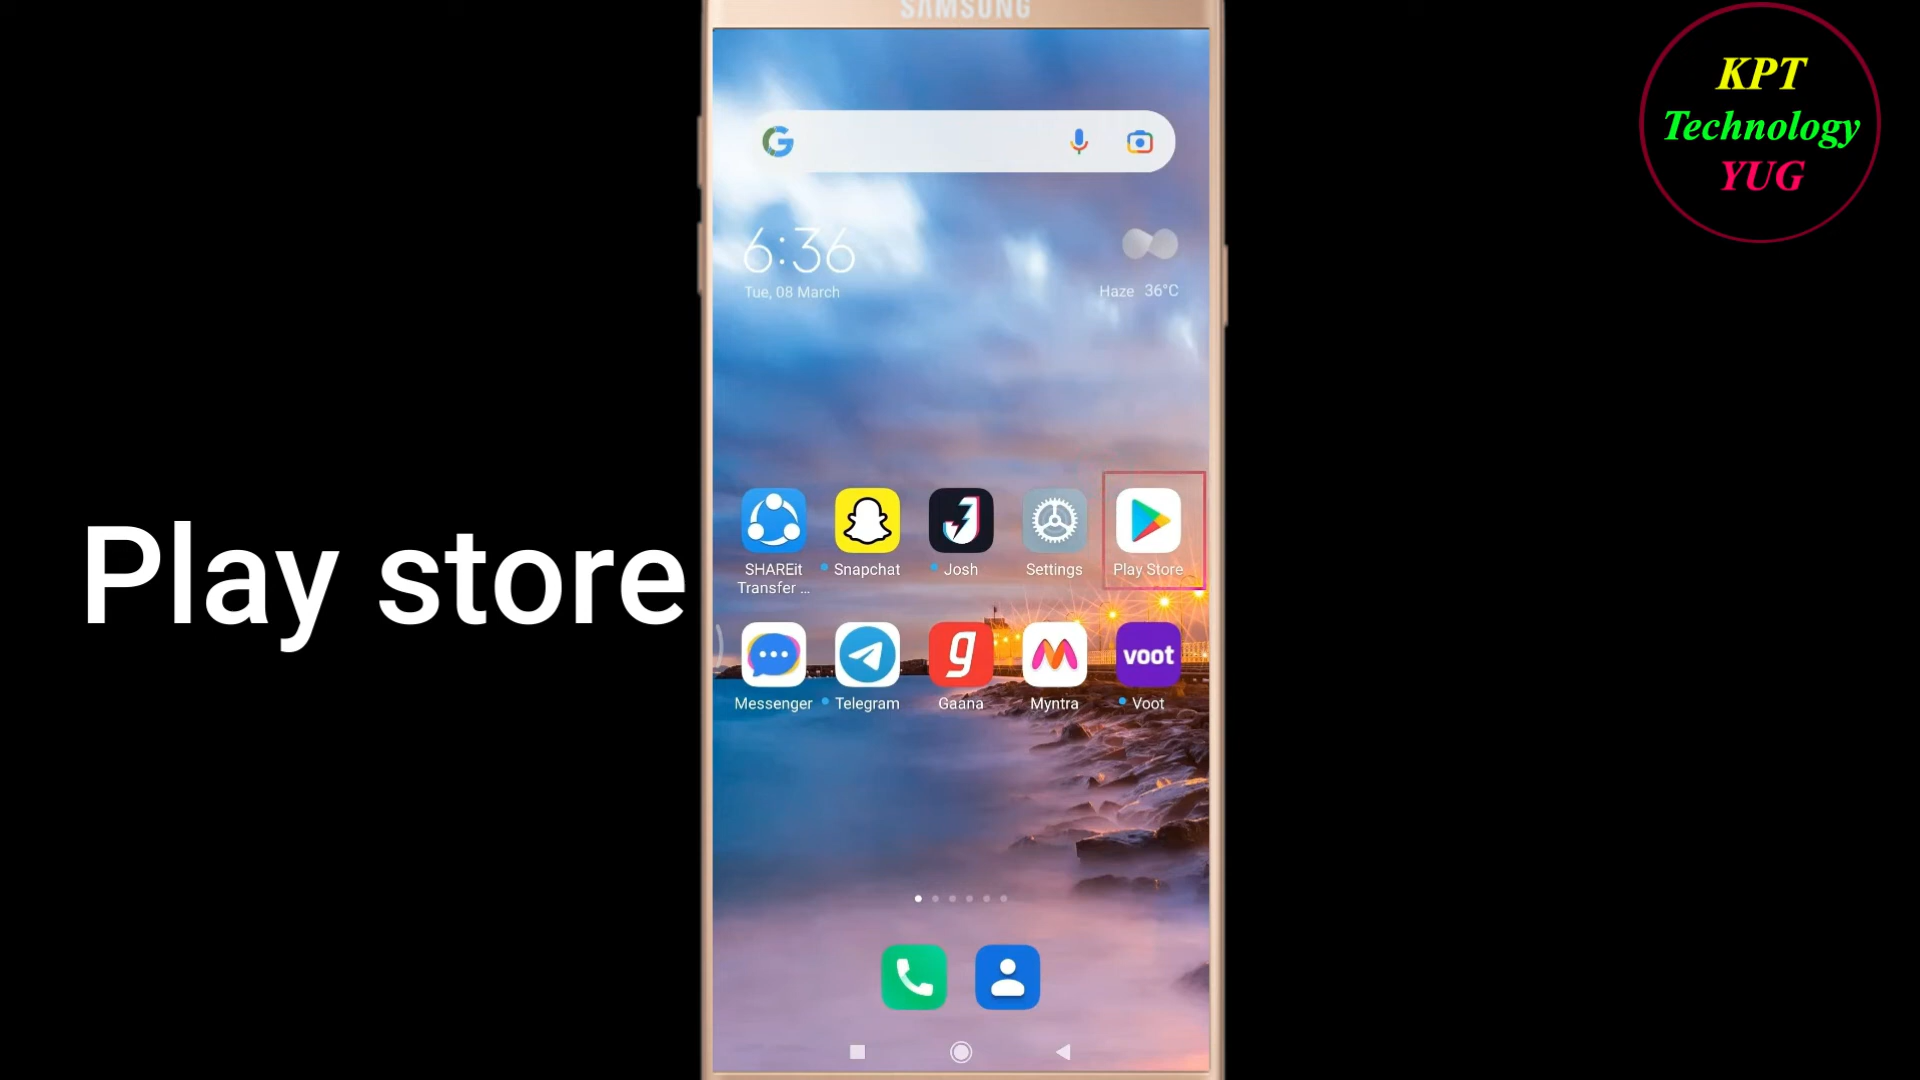 SAMSUNG
KPT
Technology
YUG
6:36
Tue, 08 March
Haze 36°C
Play store
SHAREit
Transfer ...
Snapchat
Josh
Settings
Play Store
voot
Messenger
Telegram
Gaana
Myntra
Voot